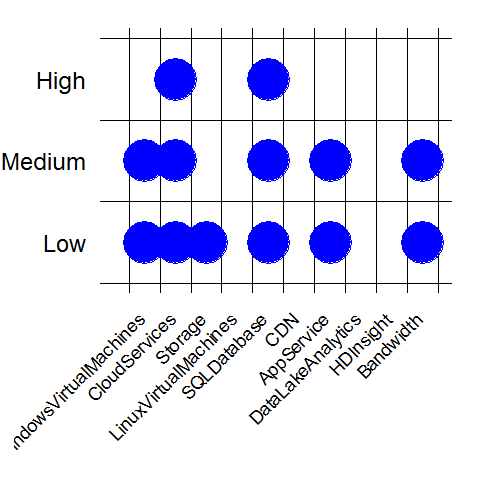 High
Medium
Low
ndowsVirtualMachines
CloudServices
Storage
LinuxVirtualMachines
SQLDatabase
CDN
AppService
DataLakeAnalytics
HDInsight
Bandwidth